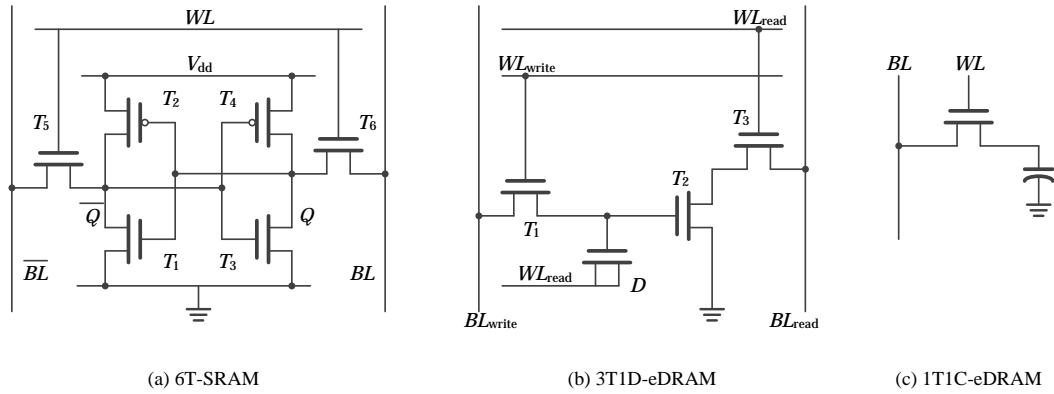 WL
V_dd
T_2
T_4
T_5
T_6
Q̅
Q
T_1
T_3
B̅L̅
BL
WL_read
WL_write
T_3
T_2
T_1
WL_read
D
BL_write
BL_read
BL
WL
(a) 6T-SRAM
(b) 3T1D-eDRAM
(c) 1T1C-eDRAM